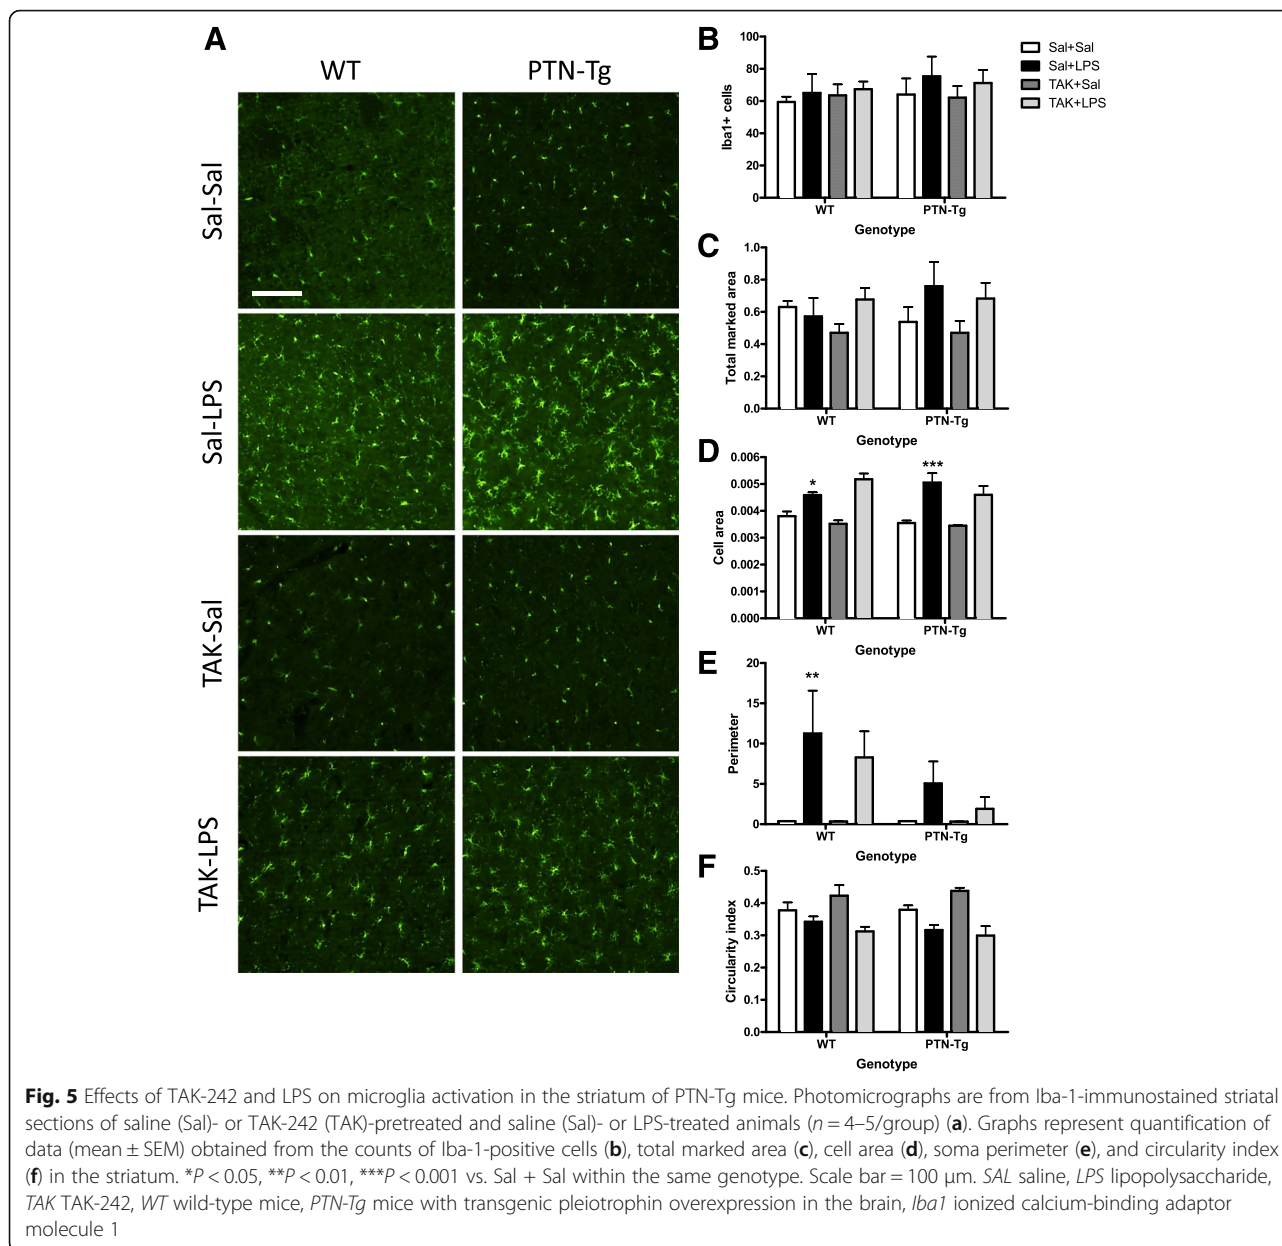 A
WT
PTN-Tg
Sal-Sal
Sal-LPS
TAK-Sal
TAK-LPS
B
100
80
60
40
20
0
Iba1+ cells
WT
PTN-Tg
Genotype
Sal+Sal
Sal+LPS
TAK+Sal
TAK+LPS
C
1.0
0.8
0.6
0.4
0.2
0.0
Total marked area
WT
PTN-Tg
Genotype
D
0.006
0.005
0.004
0.003
0.002
0.001
0.000
Cell area
*
***
WT
PTN-Tg
Genotype
E
20
15
10
5
0
Perimeter
**
WT
PTN-Tg
Genotype
F
0.5
0.4
0.3
0.2
0.1
0.0
Circularity index
WT
PTN-Tg
Genotype
Fig. 5 Effects of TAK-242 and LPS on microglia activation in the striatum of PTN-Tg mice. Photomicrographs are from Iba-1-immunostained striatal
sections of saline (Sal)- or TAK-242 (TAK)-pretreated and saline (Sal)- or LPS-treated animals (n = 4–5/group) (a). Graphs represent quantification of
data (mean ± SEM) obtained from the counts of Iba-1-positive cells (b), total marked area (c), cell area (d), soma perimeter (e), and circularity index
(f) in the striatum. *P < 0.05, **P < 0.01, ***P < 0.001 vs. Sal + Sal within the same genotype. Scale bar = 100 μm. SAL saline, LPS lipopolysaccharide,
TAK TAK-242, WT wild-type mice, PTN-Tg mice with transgenic pleiotrophin overexpression in the brain, Iba1 ionized calcium-binding adaptor
molecule 1